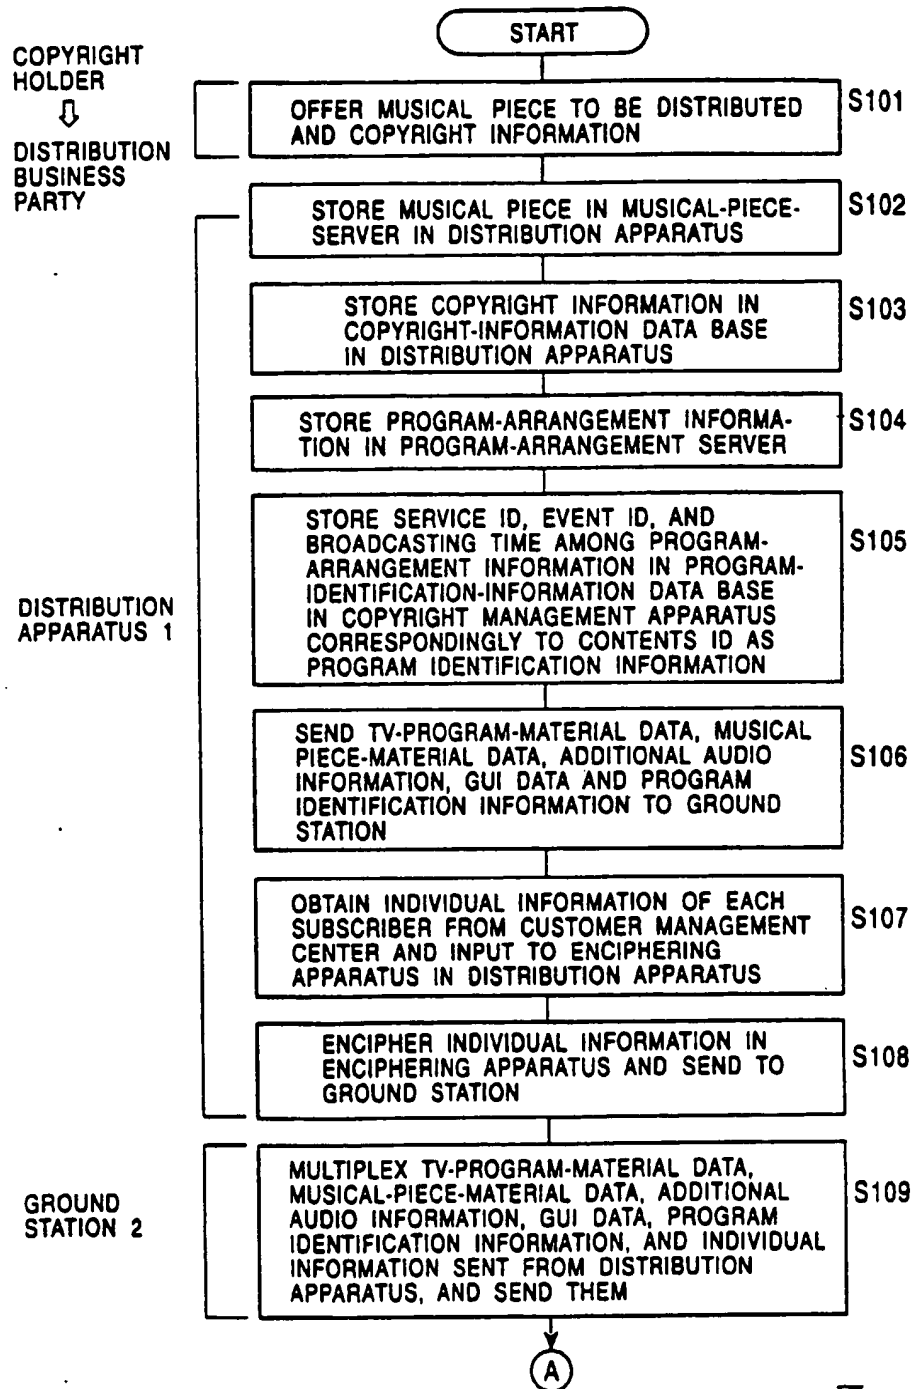 START
COPYRIGHT
HOLDER
⇩
DISTRIBUTION
BUSINESS
PARTY
OFFER MUSICAL PIECE TO BE DISTRIBUTED
AND COPYRIGHT INFORMATION
S101
STORE MUSICAL PIECE IN MUSICAL-PIECE-
SERVER IN DISTRIBUTION APPARATUS
S102
STORE COPYRIGHT INFORMATION IN
COPYRIGHT-INFORMATION DATA BASE
IN DISTRIBUTION APPARATUS
S103
STORE PROGRAM-ARRANGEMENT INFORMA-
TION IN PROGRAM-ARRANGEMENT SERVER
S104
DISTRIBUTION
APPARATUS 1
STORE SERVICE ID, EVENT ID, AND
BROADCASTING TIME AMONG PROGRAM-
ARRANGEMENT INFORMATION IN PROGRAM-
IDENTIFICATION-INFORMATION DATA BASE
IN COPYRIGHT MANAGEMENT APPARATUS
CORRESPONDINGLY TO CONTENTS ID AS
PROGRAM IDENTIFICATION INFORMATION
S105
SEND TV-PROGRAM-MATERIAL DATA, MUSICAL
PIECE-MATERIAL DATA, ADDITIONAL AUDIO
INFORMATION, GUI DATA AND PROGRAM
IDENTIFICATION INFORMATION TO GROUND
STATION
S106
OBTAIN INDIVIDUAL INFORMATION OF EACH
SUBSCRIBER FROM CUSTOMER MANAGEMENT
CENTER AND INPUT TO ENCIPHERING
APPARATUS IN DISTRIBUTION APPARATUS
S107
ENCIPHER INDIVIDUAL INFORMATION IN
ENCIPHERING APPARATUS AND SEND TO
GROUND STATION
S108
GROUND
STATION 2
MULTIPLEX TV-PROGRAM-MATERIAL DATA,
MUSICAL-PIECE-MATERIAL DATA, ADDITIONAL
AUDIO INFORMATION, GUI DATA, PROGRAM
IDENTIFICATION INFORMATION, AND INDIVIDUAL
INFORMATION SENT FROM DISTRIBUTION
APPARATUS, AND SEND THEM
S109
A